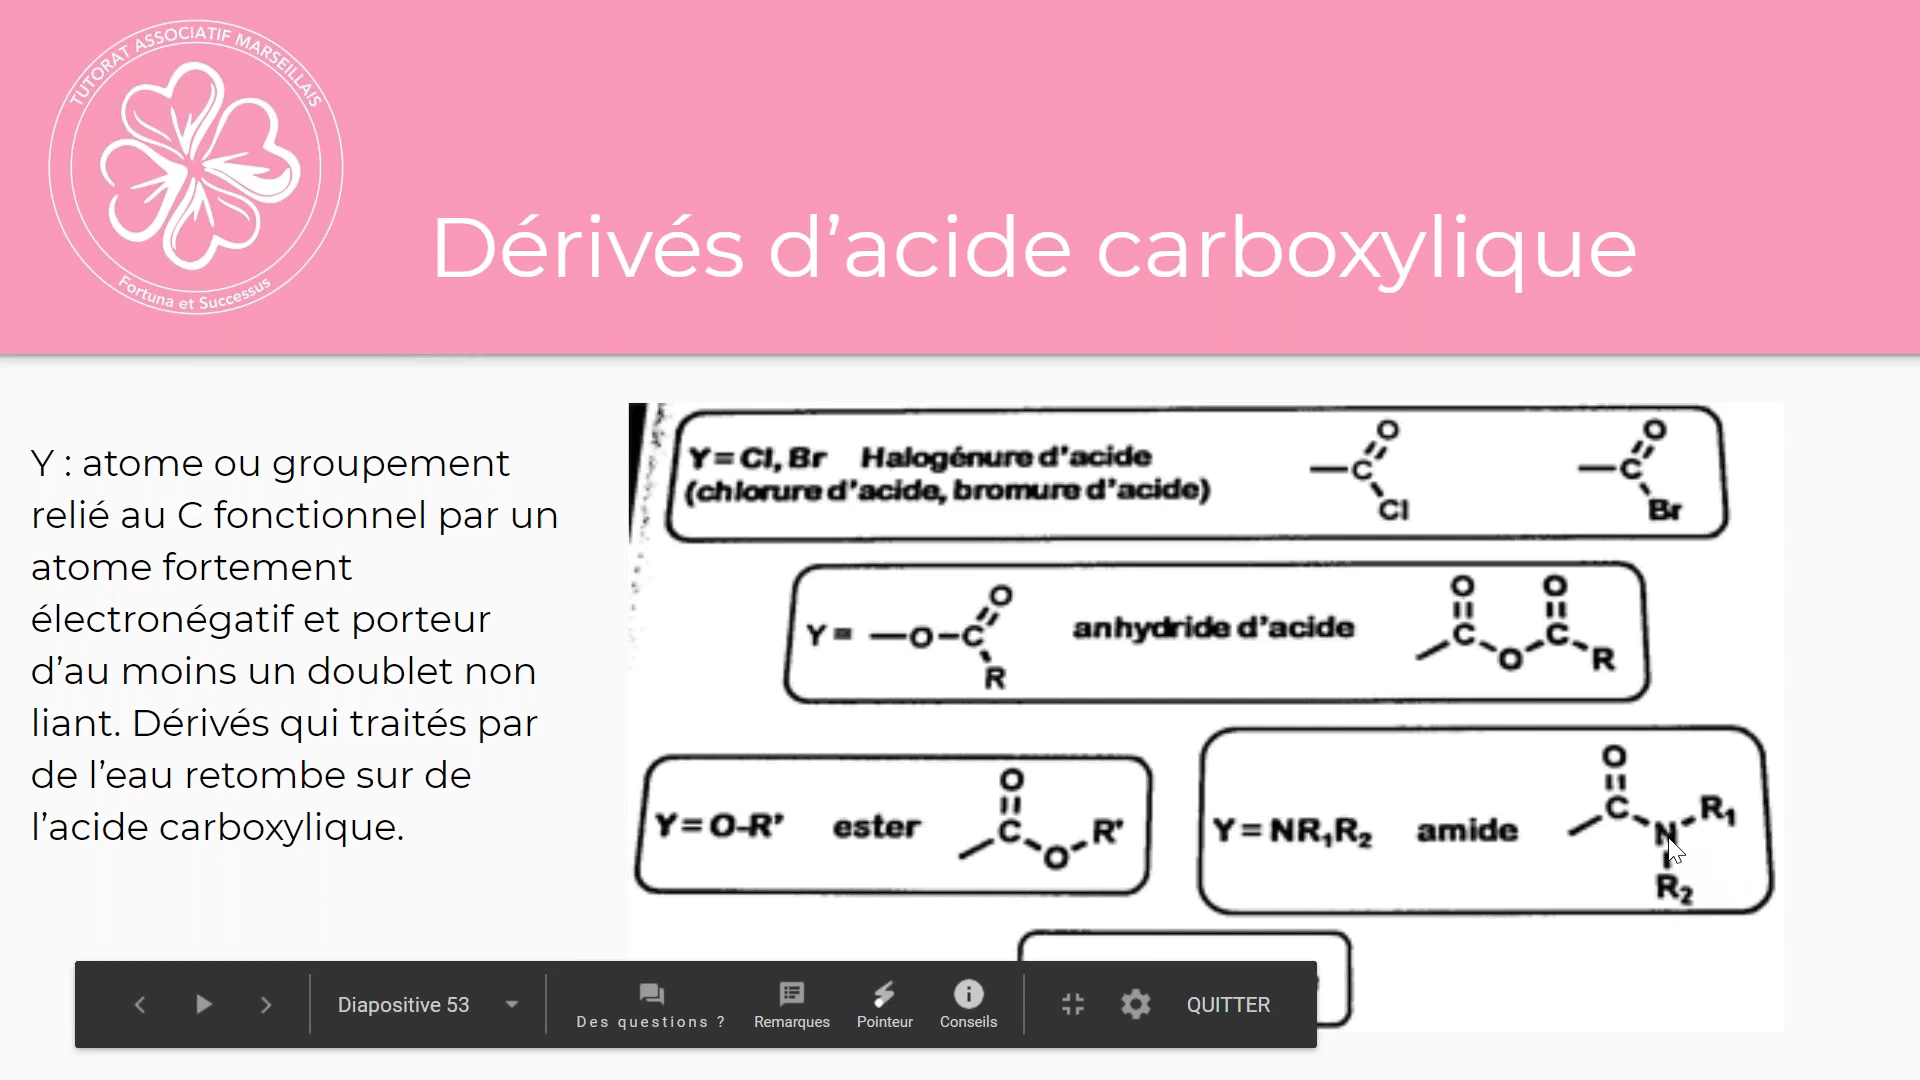 TUTORAT ASSOCIATIF MARSEILLAIS
Fortuna et Successus
Dérivés d’acide carboxylique
Y : atome ou groupement
relié au C fonctionnel par un
atome fortement
électronégatif et porteur
d’au moins un doublet non
liant. Dérivés qui traités par
de l’eau retombe sur de
l’acide carboxylique.
Y = Cl, Br Halogénure d’acide
(chlorure d’acide, bromure d’acide)
O
C
Cl
O
C
Br
Y = —O–C
O
R
anhydride d’acide
O O
C C
O R
Y = O-R’ ester
O
C
O R’
Y = NR₁R₂ amide
O
C R₁
N
R₂
Diapositive 53
Des questions ?
Remarques
Pointeur
Conseils
QUITTER